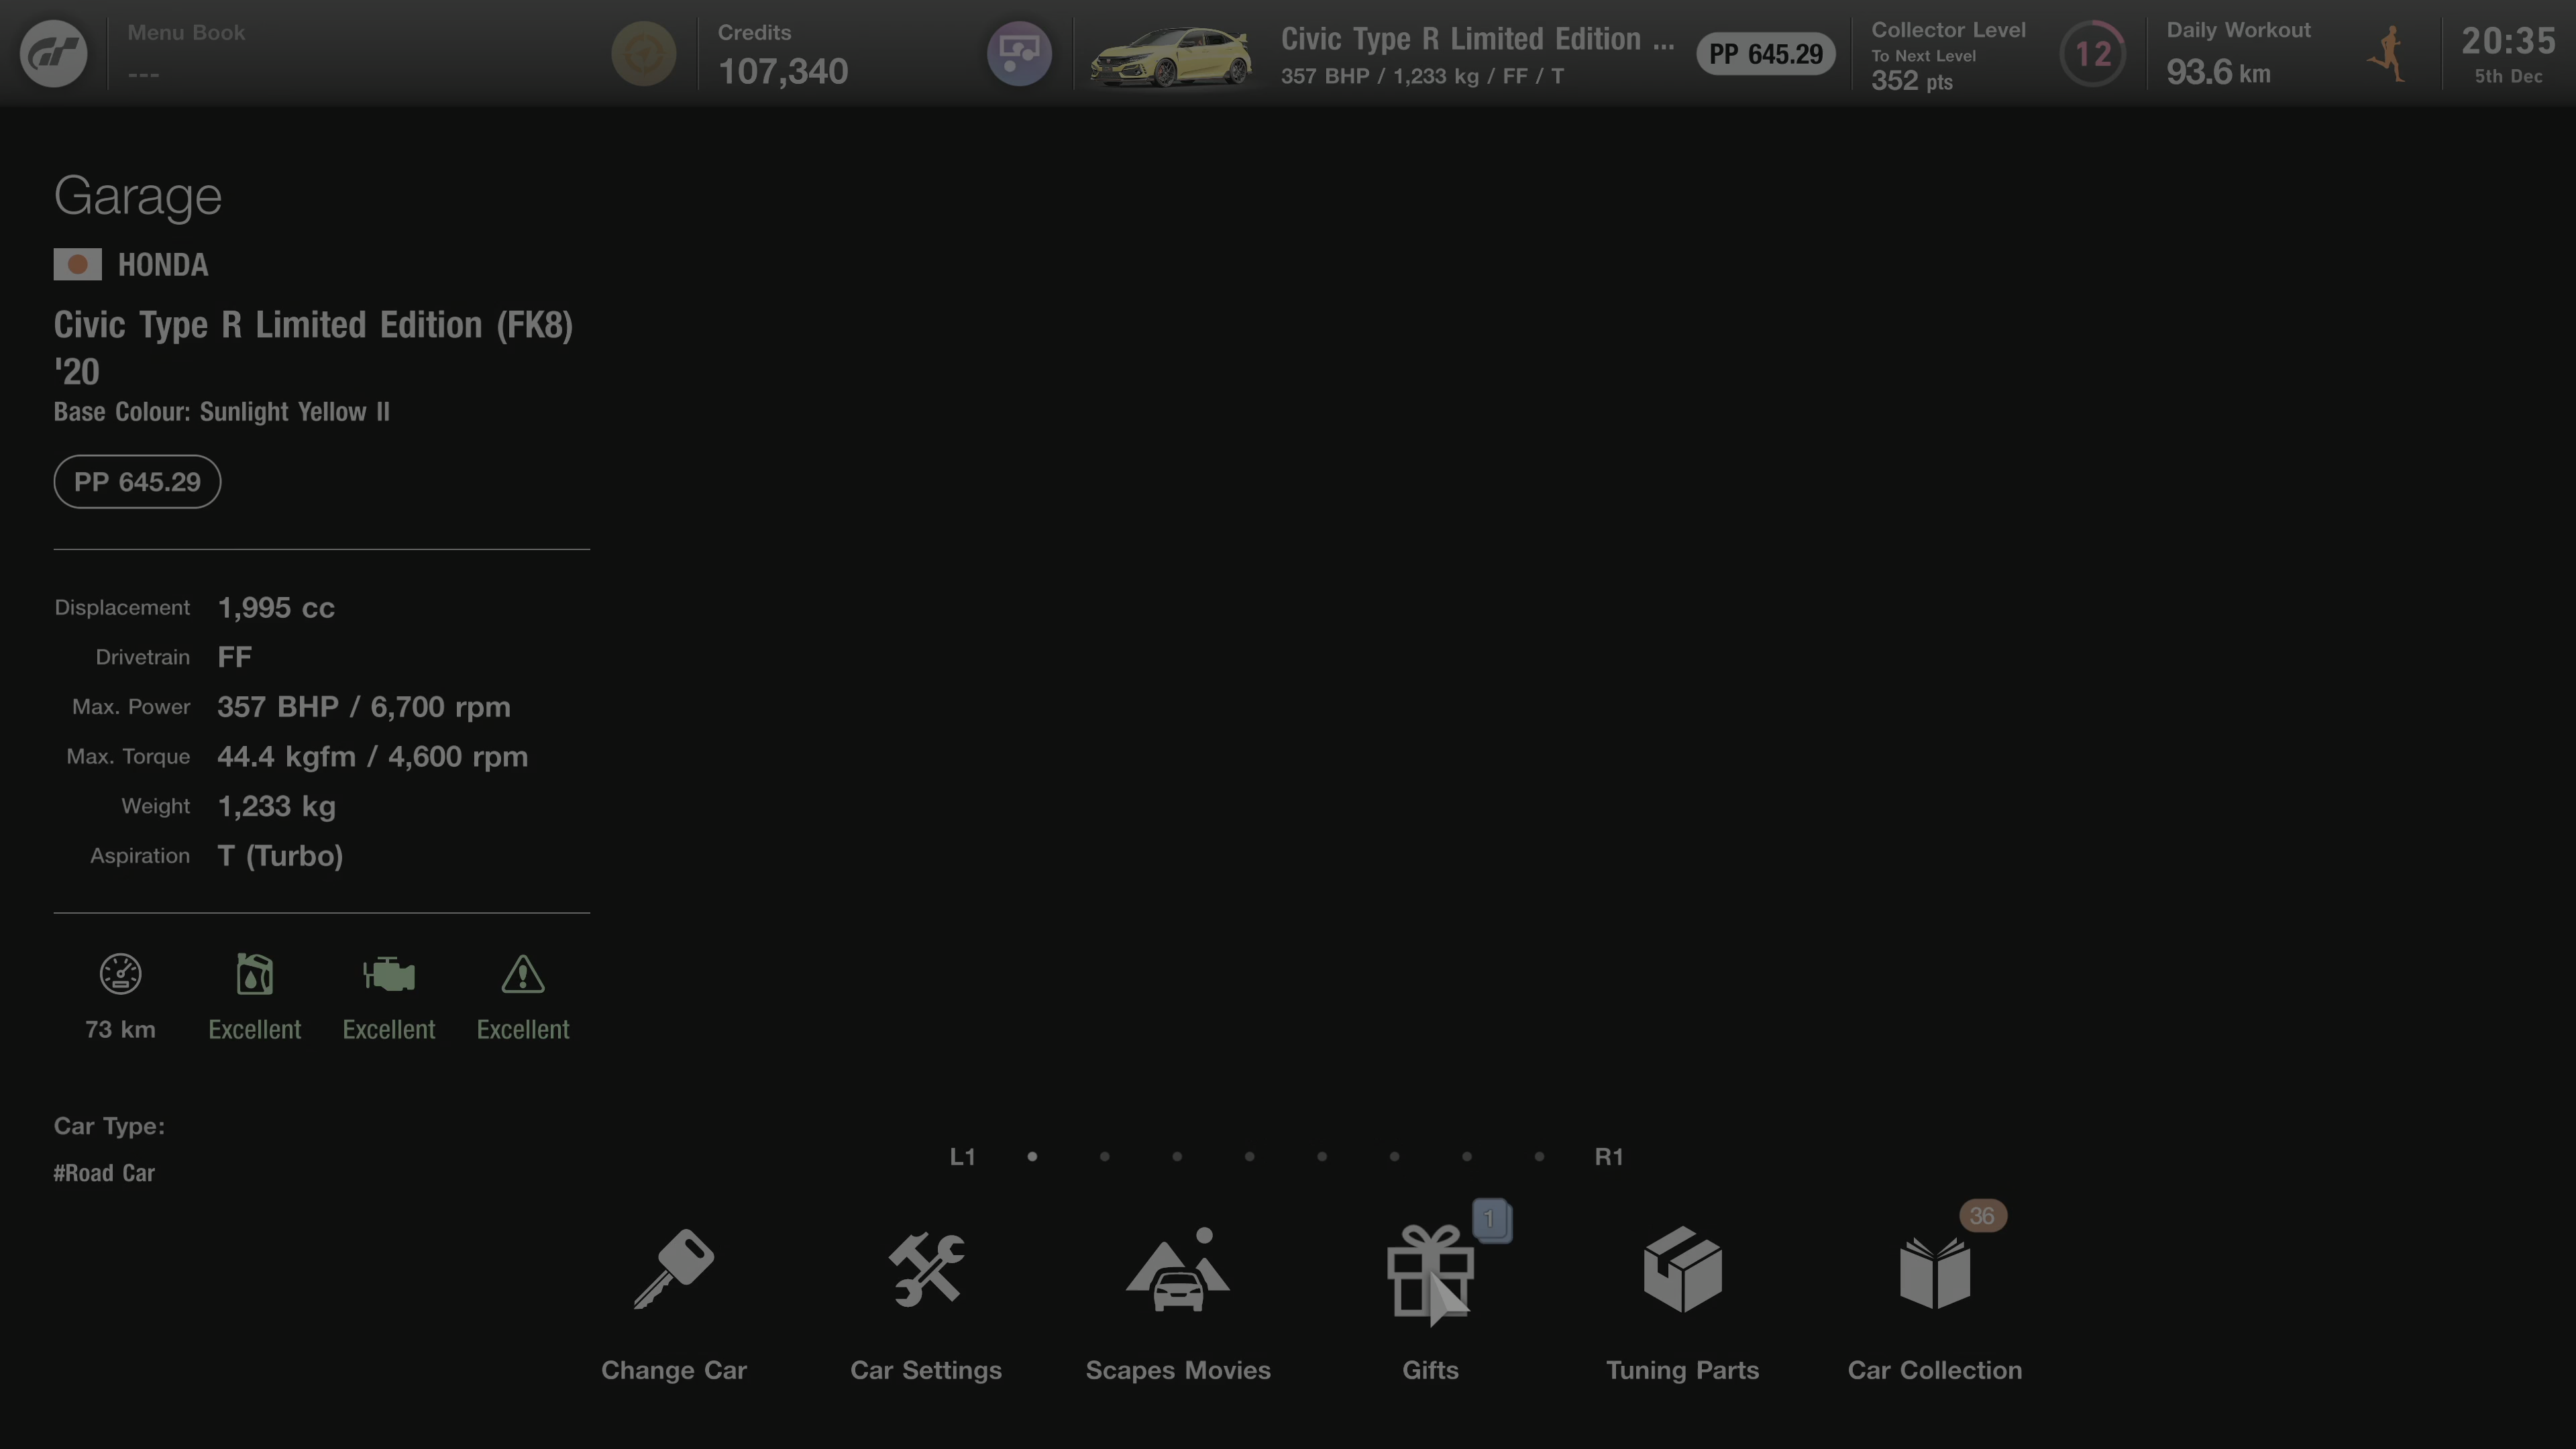 Menu Book
---
Credits
107,340
Civic Type R Limited Edition ...
357 BHP / 1,233 kg / FF / T
PP 645.29
Collector Level
To Next Level
352 pts
12
Daily Workout
93.6 km
20:35
5th Dec
Garage
HONDA
Civic Type R Limited Edition (FK8)
'20
Base Colour: Sunlight Yellow II
PP 645.29
Displacement 1,995 cc
Drivetrain FF
Max. Power 357 BHP / 6,700 rpm
Max. Torque 44.4 kgfm / 4,600 rpm
Weight 1,233 kg
Aspiration T (Turbo)
73 km Excellent Excellent Excellent
Car Type:
#Road Car
L1 R1
1
36
Change Car Car Settings Scapes Movies Gifts Tuning Parts Car Collection